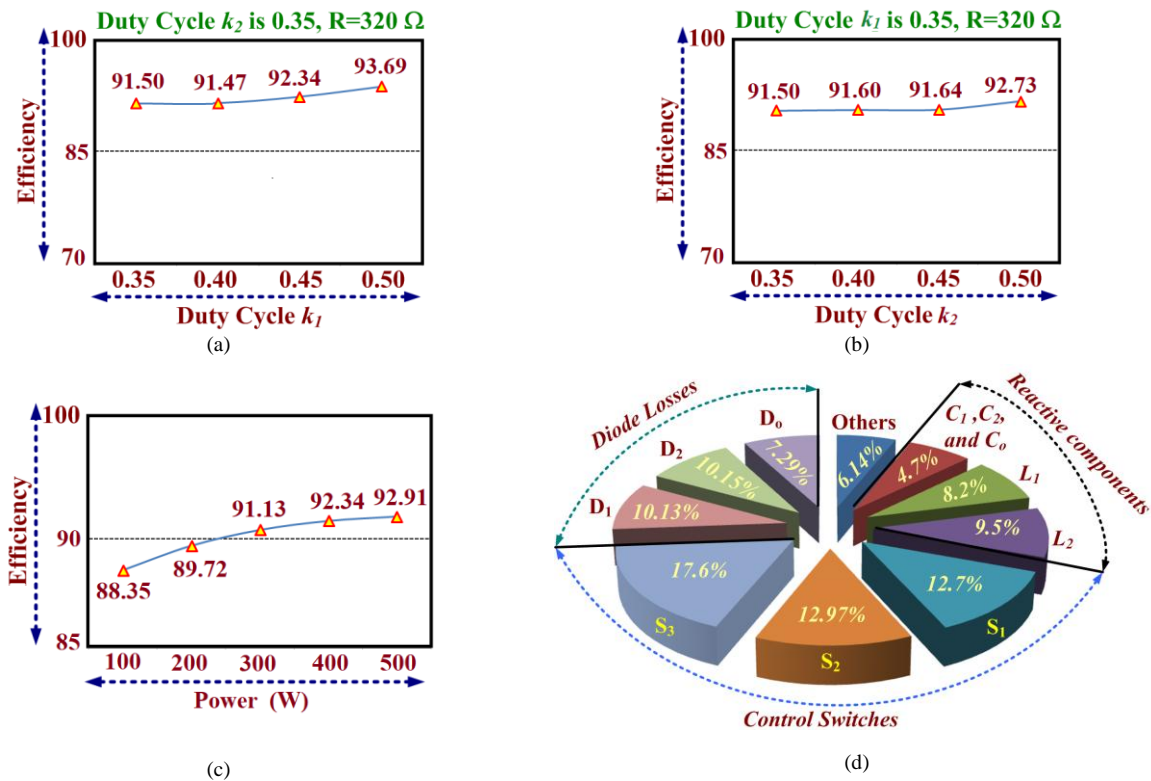 Duty Cycle k2 is 0.35, R=320 Ω
100
91.50
91.47
92.34
93.69
Efficiency
85
70
0.35
0.40
0.45
0.50
Duty Cycle k1
(a)
Duty Cycle k1 is 0.35, R=320 Ω
100
91.50
91.60
91.64
92.73
Efficiency
85
70
0.35
0.40
0.45
0.50
Duty Cycle k2
(b)
100
91.13
92.34
92.91
Efficiency
90
88.35
89.72
85
100
200
300
400
500
Power (W)
(c)
Diode Losses
Reactive components
Do
Others
C1 ,C2,
and Co
D2
7.29%
6.14%
4.7%
L1
10.15%
8.2%
D1
10.13%
9.5%
L2
17.6%
12.7%
12.97%
S3
S2
S1
Control Switches
(d)